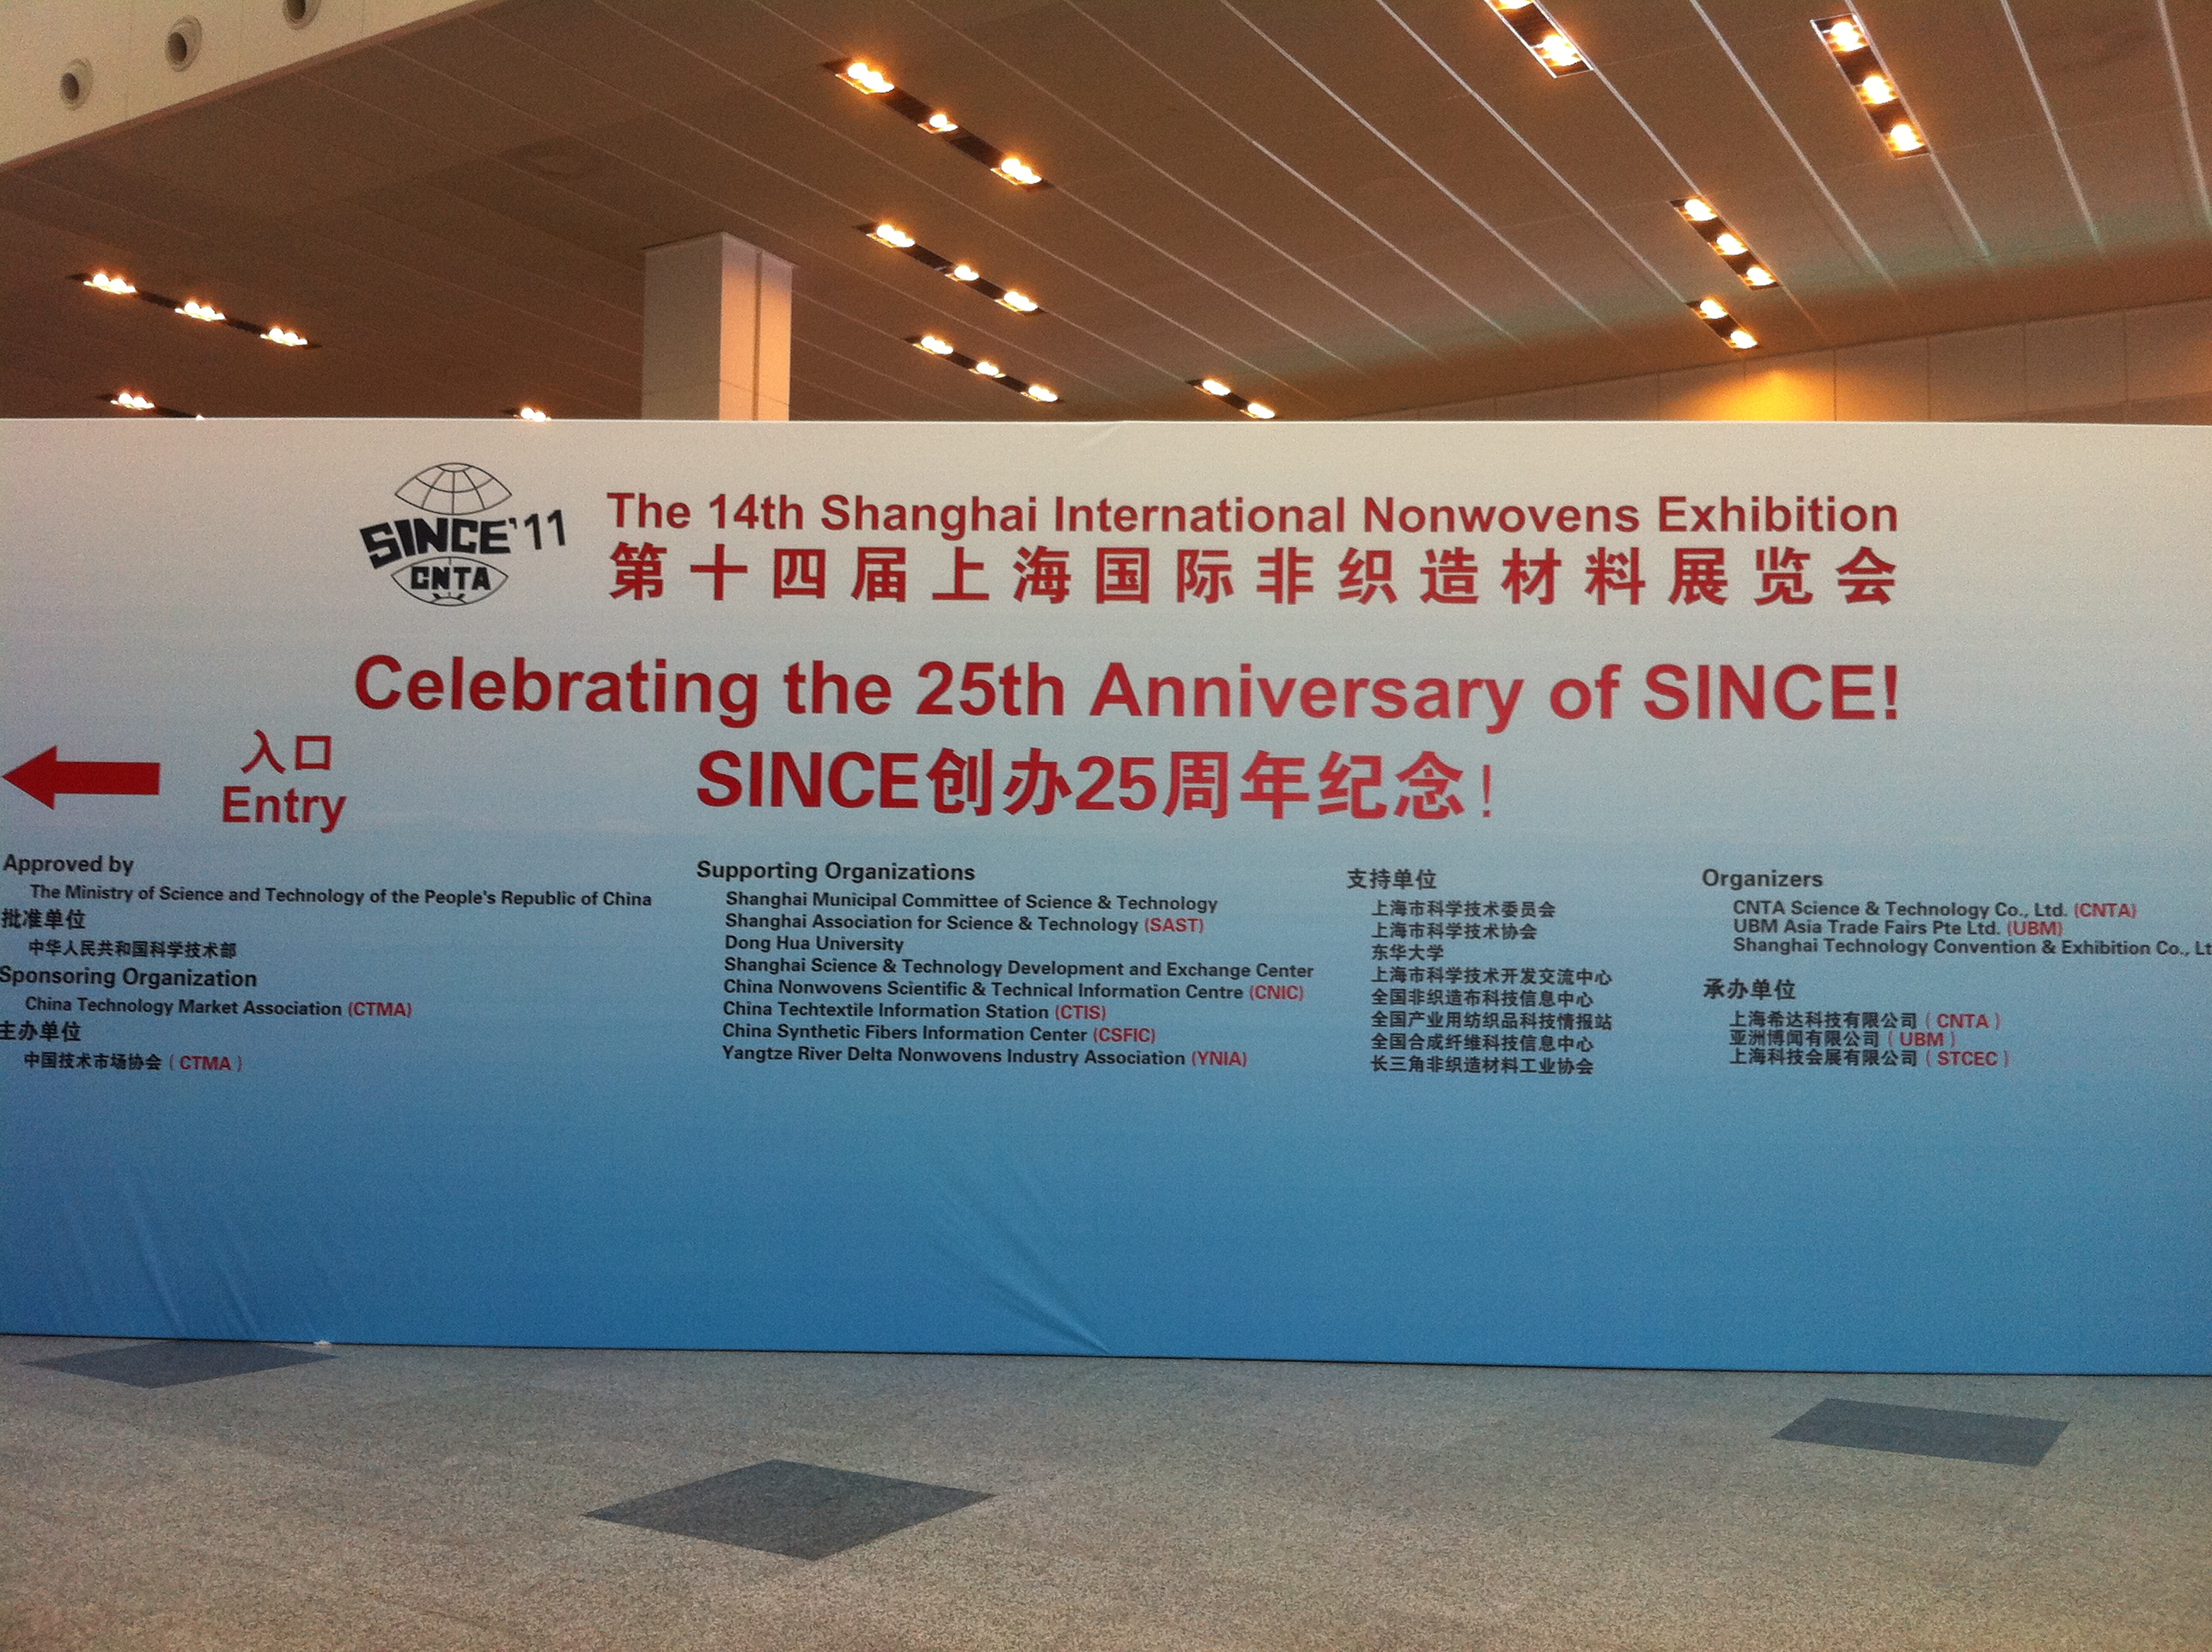 SINCE'11
CNTA
The 14th Shanghai International Nonwovens Exhibition
第十四届上海国际非织造材料展览会
Celebrating the 25th Anniversary of SINCE!
SINCE创办25周年纪念!
入口
Entry
Approved by
The Ministry of Science and Technology of the People's Republic of China
批准单位
中华人民共和国科学技术部
Sponsoring Organization
China Technology Market Association (CTMA)
主办单位
中国技术市场协会 ( CTMA )
Supporting Organizations
Shanghai Municipal Committee of Science & Technology
Shanghai Association for Science & Technology (SAST)
Dong Hua University
Shanghai Science & Technology Development and Exchange Center
China Nonwovens Scientific & Technical Information Centre (CNIC)
China Techtextile Information Station (CTIS)
China Synthetic Fibers Information Center (CSFIC)
Yangtze River Delta Nonwovens Industry Association (YNIA)
支持单位
上海市科学技术委员会
上海市科学技术协会
东华大学
上海市科学技术开发交流中心
全国非织造布科技信息中心
全国产业用纺织品科技情报站
全国合成纤维科技信息中心
长三角非织造材料工业协会
Organizers
CNTA Science & Technology Co., Ltd. (CNTA)
UBM Asia Trade Fairs Pte Ltd. (UBM)
Shanghai Technology Convention & Exhibition Co., Lt
承办单位
上海希达科技有限公司 ( CNTA )
亚洲博闻有限公司 ( UBM )
上海科技会展有限公司 ( STCEC )